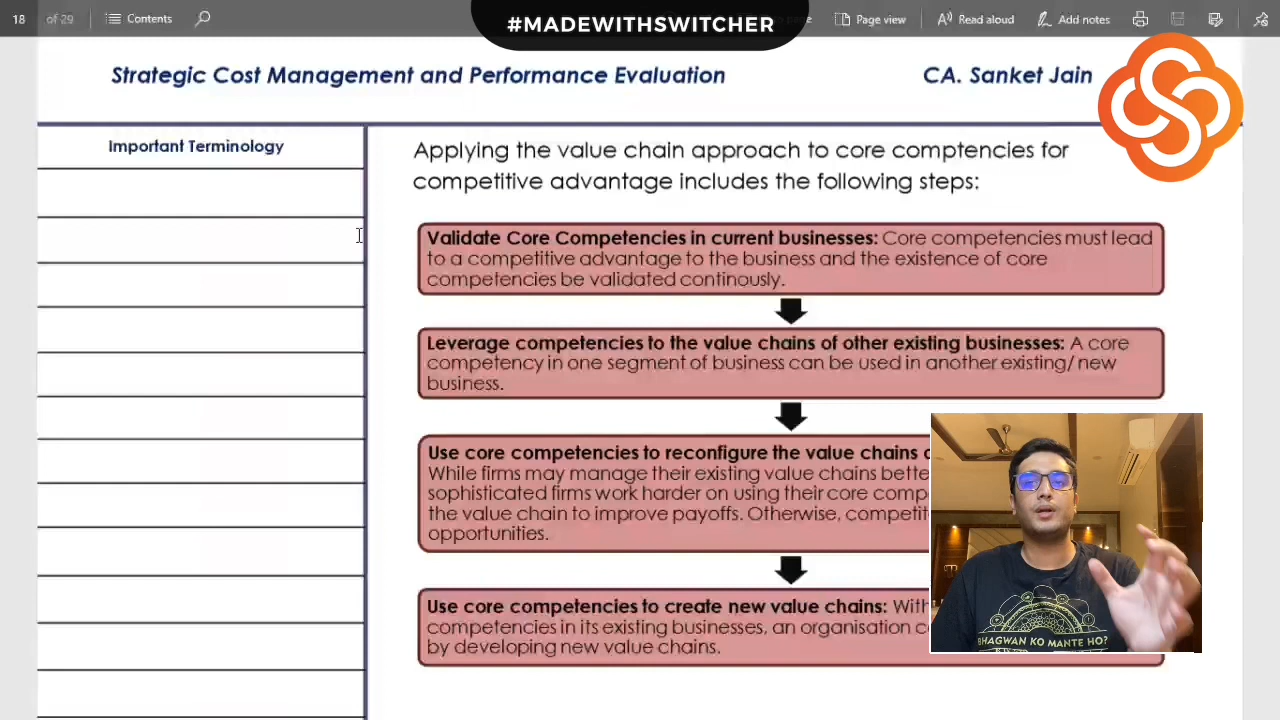 18 of 29 Contents Page view Read aloud Add notes
#MADEWITHSWITCHER
Strategic Cost Management and Performance Evaluation CA. Sanket Jain
Important Terminology
Applying the value chain approach to core comptencies for
competitive advantage includes the following steps:
Validate Core Competencies in current businesses: Core competencies must lead
to a competitive advantage to the business and the existence of core
competencies be validated continously.
Leverage competencies to the value chains of other existing businesses: A core
competency in one segment of business can be used in another existing/ new
business.
Use core competencies to reconfigure the value chains
While firms may manage their existing value chains
sophisticated firms work harder on using their core
the value chain to improve payoffs. Otherwise,
opportunities.
Use core competencies to create new value chains:
competencies in its existing businesses, an organisation
by developing new value chains.
BHAGWAN KO MANTE HO?